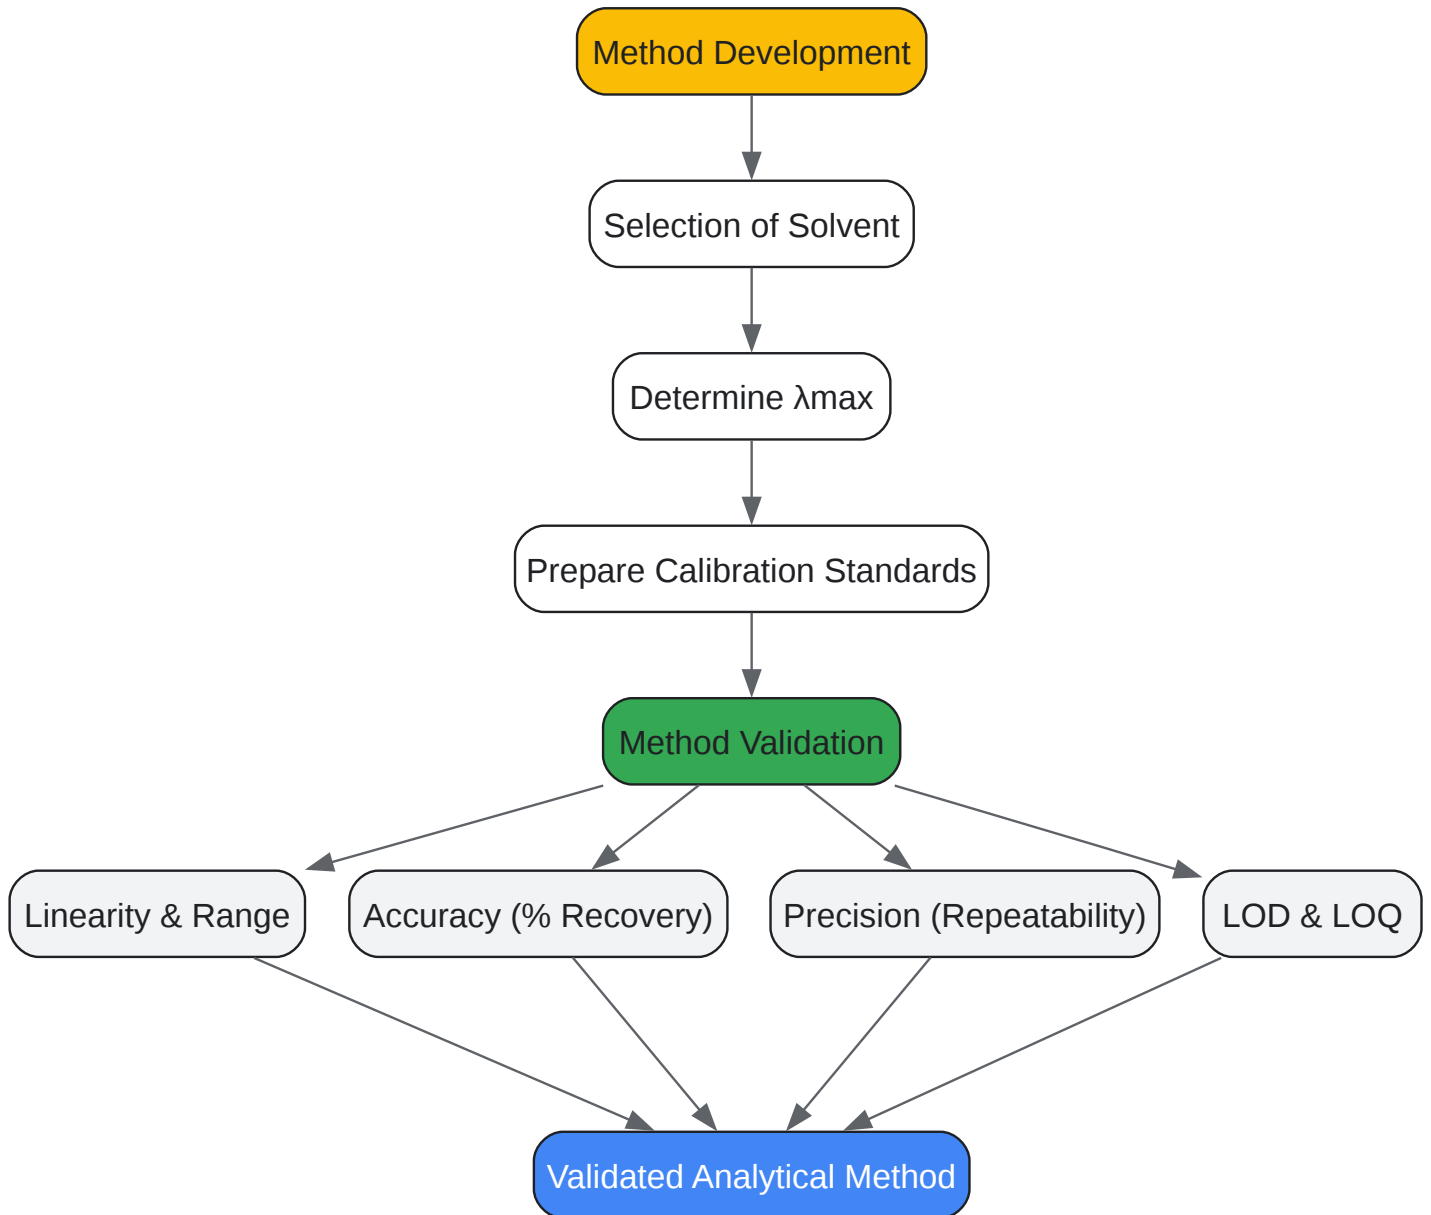 Method Development
Selection of Solvent
Determine λmax
Prepare Calibration Standards
Method Validation
Linearity & Range
Accuracy (% Recovery)
Precision (Repeatability)
LOD & LOQ
Validated Analytical Method